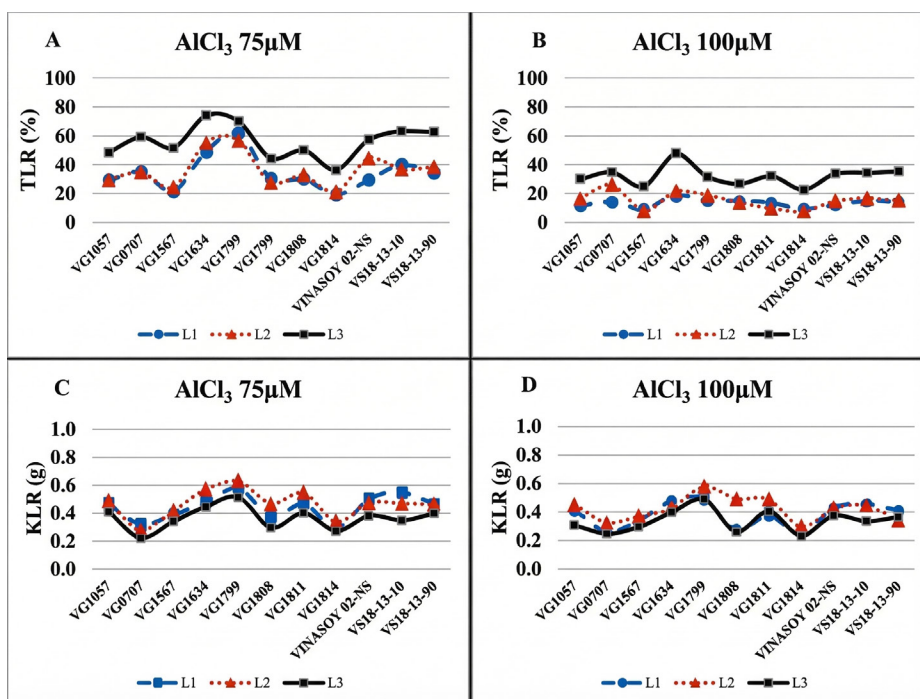 A
AlCl₃ 75µM
TLR (%)
100
80
60
40
20
0
VG1057
VG0707
VG1567
VG1634
VG1799
VG1799
VG1808
VG1814
VINASOY 02-NS
VS18-13-10
VS18-13-90
L1 L2 L3
B
AlCl₃ 100µM
TLR (%)
100
80
60
40
20
0
VG1057
VG0707
VG1567
VG1634
VG1799
VG1808
VG1811
VG1814
VINASOY 02-NS
VS18-13-10
VS18-13-90
L1 L2 L3
C
AlCl₃ 75µM
KLR (g)
1.0
0.8
0.6
0.4
0.2
0.0
VG1057
VG0707
VG1567
VG1634
VG1799
VG1808
VG1811
VG1814
VINASOY 02-NS
VS18-13-10
VS18-13-90
L1 L2 L3
D
AlCl₃ 100µM
KLR (g)
1.0
0.8
0.6
0.4
0.2
0.0
VG1057
VG0707
VG1567
VG1634
VG1799
VG1808
VG1811
VG1814
VINASOY 02-NS
VS18-13-10
VS18-13-90
L1 L2 L3